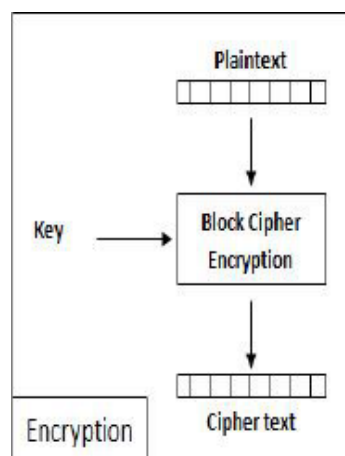 Plaintext
Key
Block Cipher
Encryption
Cipher text
Encryption